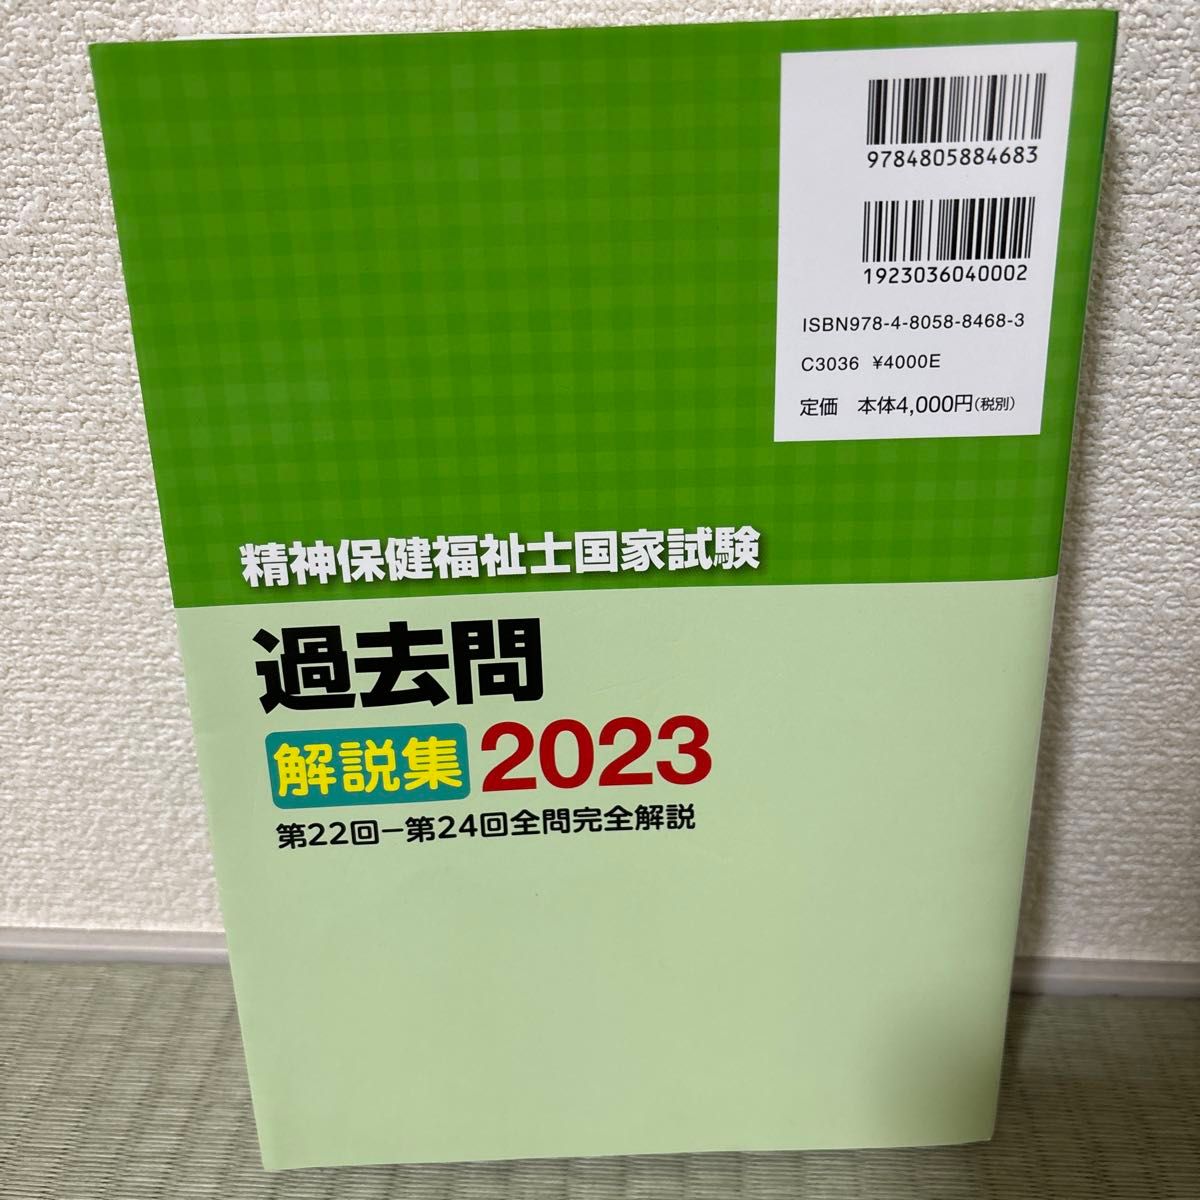 9784805884683
1923036040002
ISBN978-4-8058-8468-3
C3036 ¥4000E
定価 本体4,000円(税別)
精神保健福祉士国家試験
過去問
解説集 2023
第22回−第24回全問完全解説